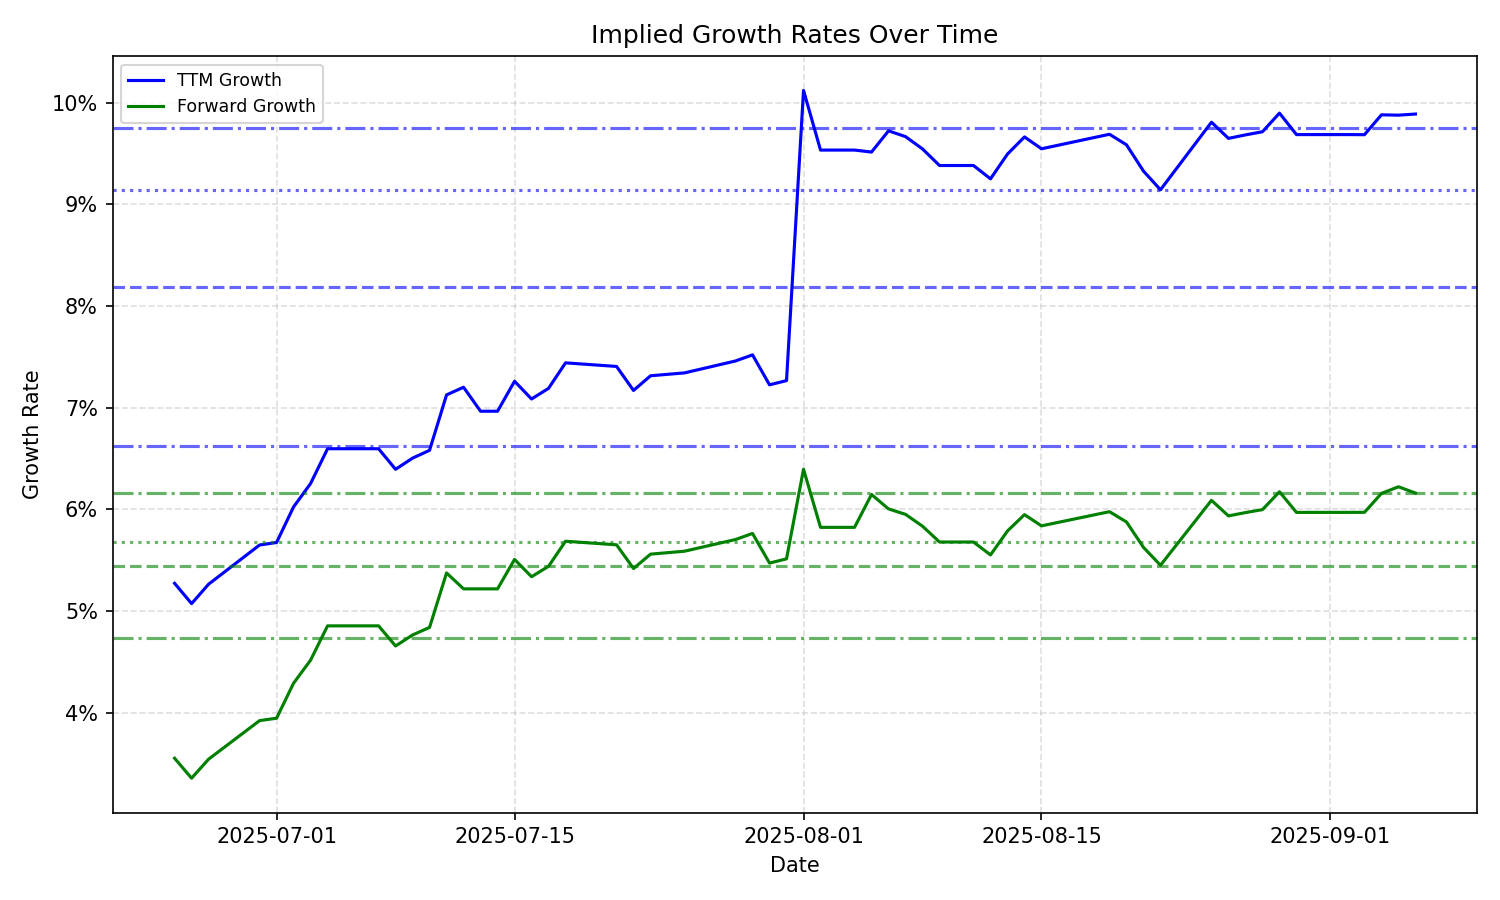 Implied Growth Rates Over Time
TTM Growth
Forward Growth
10%
9%
8%
7%
6%
5%
4%
Growth Rate
2025-07-01
2025-07-15
2025-08-01
2025-08-15
2025-09-01
Date